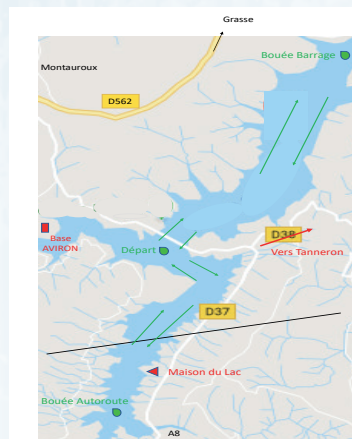 Grasse
Bouée Barrage
Montauroux
D562
Base
AVIRON
Départ
D38
Vers Tanneron
D37
Maison du Lac
Bouée Autoroute
A8